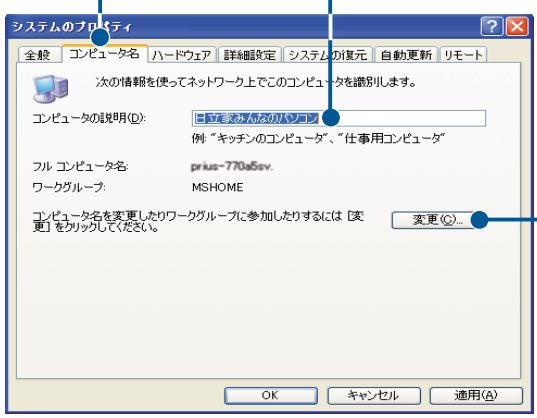 システムのプロパティ
全般 コンピュータ名 ハードウェア 詳細設定 システムの復元 自動更新 リモート
次の情報を使ってネットワーク上でこのコンピュータを識別します。
コンピュータの説明(D): 日立家みんなのパソコン
例: "キッチンのコンピュータ"、"仕事用コンピュータ"
フル コンピュータ名: prius-770a5sv.
ワークグループ: MSHOME
コンピュータ名を変更したりワークグループに参加したりするには [変
更] をクリックしてください。 変更(C)...
OK キャンセル 適用(A)